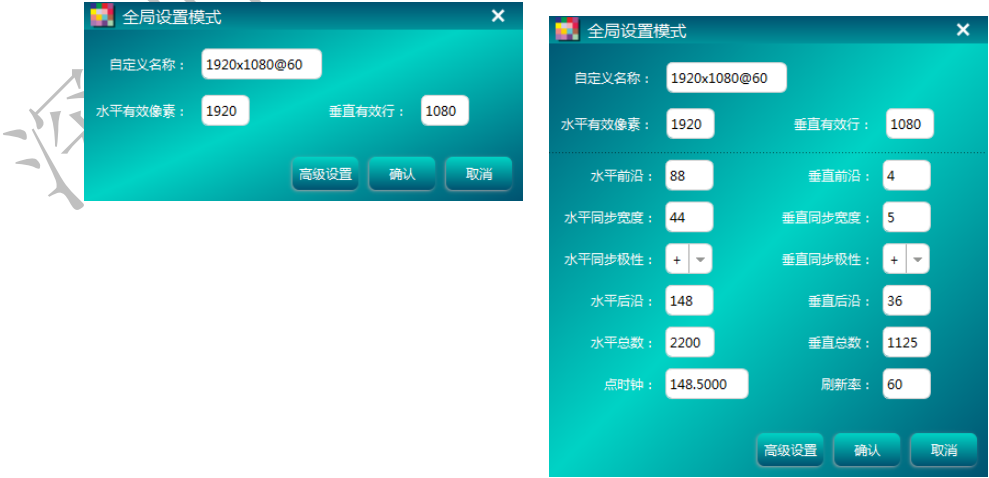 全局设置模式
自定义名称： 1920x1080@60
水平有效像素： 1920 垂直有效行： 1080
高级设置 确认 取消
全局设置模式
自定义名称： 1920x1080@60
水平有效像素： 1920 垂直有效行： 1080
水平前沿： 88 垂直前沿： 4
水平同步宽度： 44 垂直同步宽度： 5
水平同步极性： + 垂直同步极性： +
水平后沿： 148 垂直后沿： 36
水平总数： 2200 垂直总数： 1125
点时钟： 148.5000 刷新率： 60
高级设置 确认 取消